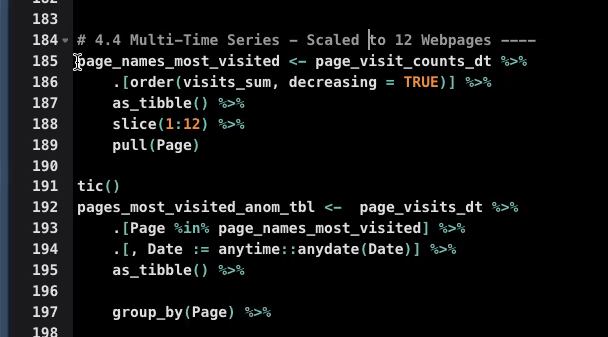 183
184 # 4.4 Multi-Time Series - Scaled to 12 Webpages ----
185 page_names_most_visited <- page_visit_counts_dt %>%
186     .[order(visits_sum, decreasing = TRUE)] %>%
187     as_tibble() %>%
188     slice(1:12) %>%
189     pull(Page)
190
191 tic()
192 pages_most_visited_anom_tbl <-  page_visits_dt %>%
193     .[Page %in% page_names_most_visited] %>%
194     .[, Date := anytime::anydate(Date)] %>%
195     as_tibble() %>%
196
197     group_by(Page) %>%
198